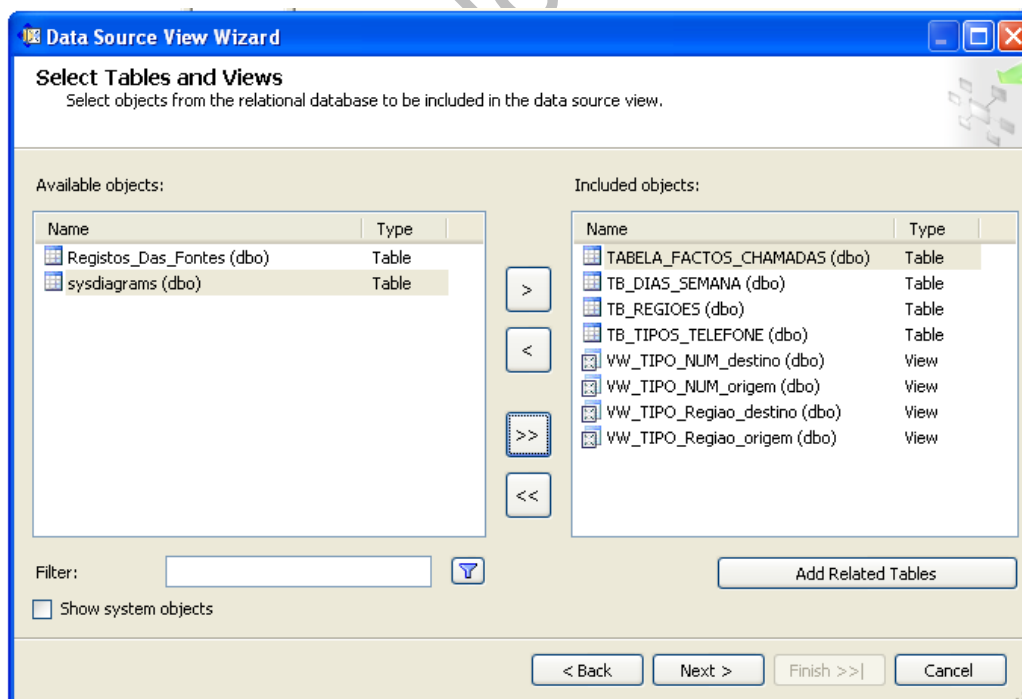 Data Source View Wizard
Select Tables and Views
Select objects from the relational database to be included in the data source view.
Available objects:
Name Type
Registos_Das_Fontes (dbo) Table
sysdiagrams (dbo) Table
>
<
>>
<<
Included objects:
Name Type
TABELA_FACTOS_CHAMADAS (dbo) Table
TB_DIAS_SEMANA (dbo) Table
TB_REGIOES (dbo) Table
TB_TIPOS_TELEFONE (dbo) Table
VW_TIPO_NUM_destino (dbo) View
VW_TIPO_NUM_origem (dbo) View
VW_TIPO_Regiao_destino (dbo) View
VW_TIPO_Regiao_origem (dbo) View
Filter:
Add Related Tables
Show system objects
< Back Next > Finish >>| Cancel